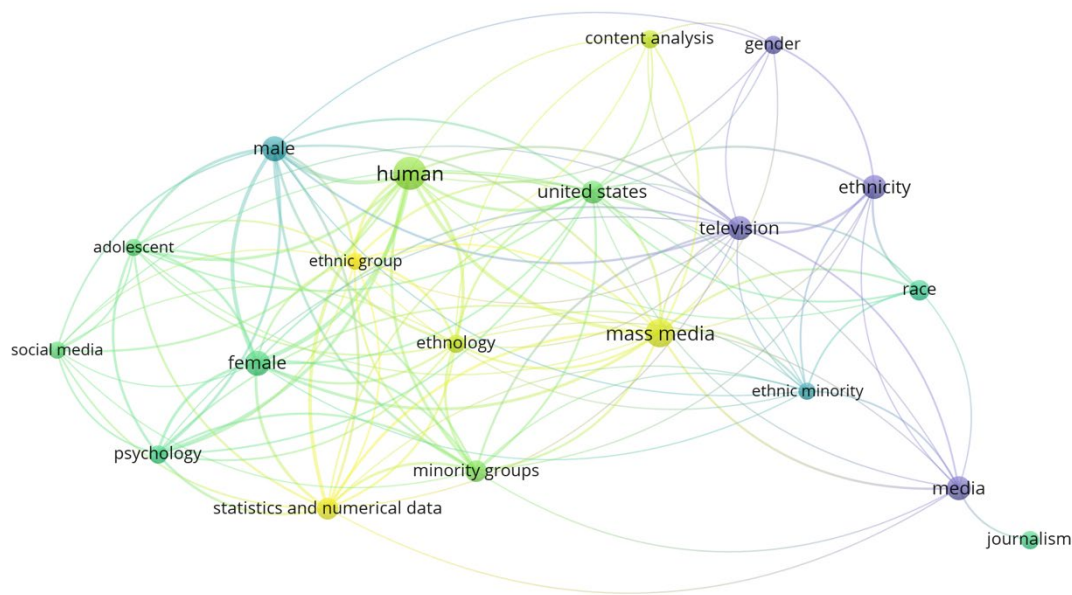 content analysis
gender
male
human
united states
ethnicity
television
adolescent
ethnic group
race
mass media
ethnology
social media
female
ethnic minority
psychology
minority groups
media
statistics and numerical data
journalism